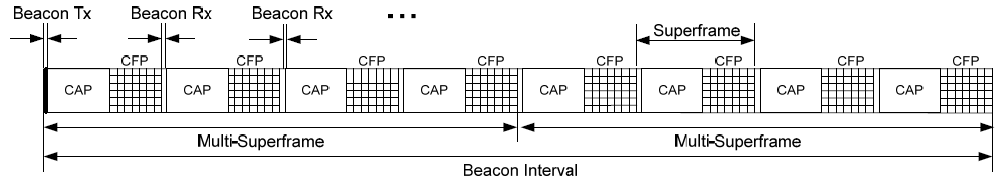 Beacon Tx Beacon Rx Beacon Rx ...
Superframe
CFP CFP CFP CFP CFP CFP CFP CFP
CAP CAP CAP CAP CAP CAP CAP CAP
Multi-Superframe Multi-Superframe
Beacon Interval